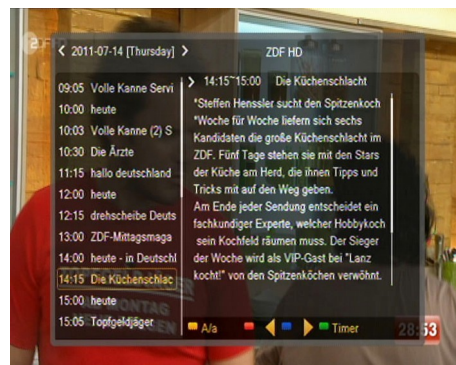 2011-07-14 [Thursday]
ZDF HD
09:05 Volle Kanne Servi
10:00 heute
10:03 Volle Kanne (2) S
10:30 Die Ärzte
11:15 hallo deutschland
12:00 heute
12:15 drehscheibe Deuts
13:00 ZDF-Mittagsmaga
14:00 heute - in Deutschl
14:15 Die Küchenschlac
15:00 heute
15:05 Topfgeldjäger
14:15~15:00 Die Küchenschlacht
"Steffen Henssler sucht den Spitzenkoch
"Woche für Woche liefern sich sechs
Kandidaten die große Küchenschlacht im
ZDF. Fünf Tage stehen sie mit den Stars
der Küche am Herd, die ihnen Tipps und
Tricks mit auf den Weg geben.
Am Ende jeder Sendung entscheidet ein
fachkundiger Experte, welcher Hobbykoch
sein Kochfeld räumen muss. Der Sieger
der Woche wird als VIP-Gast bei "Lanz
kocht!" von den Spitzenköchen verwöhnt.
A/a
Timer
28:53
MONTAG